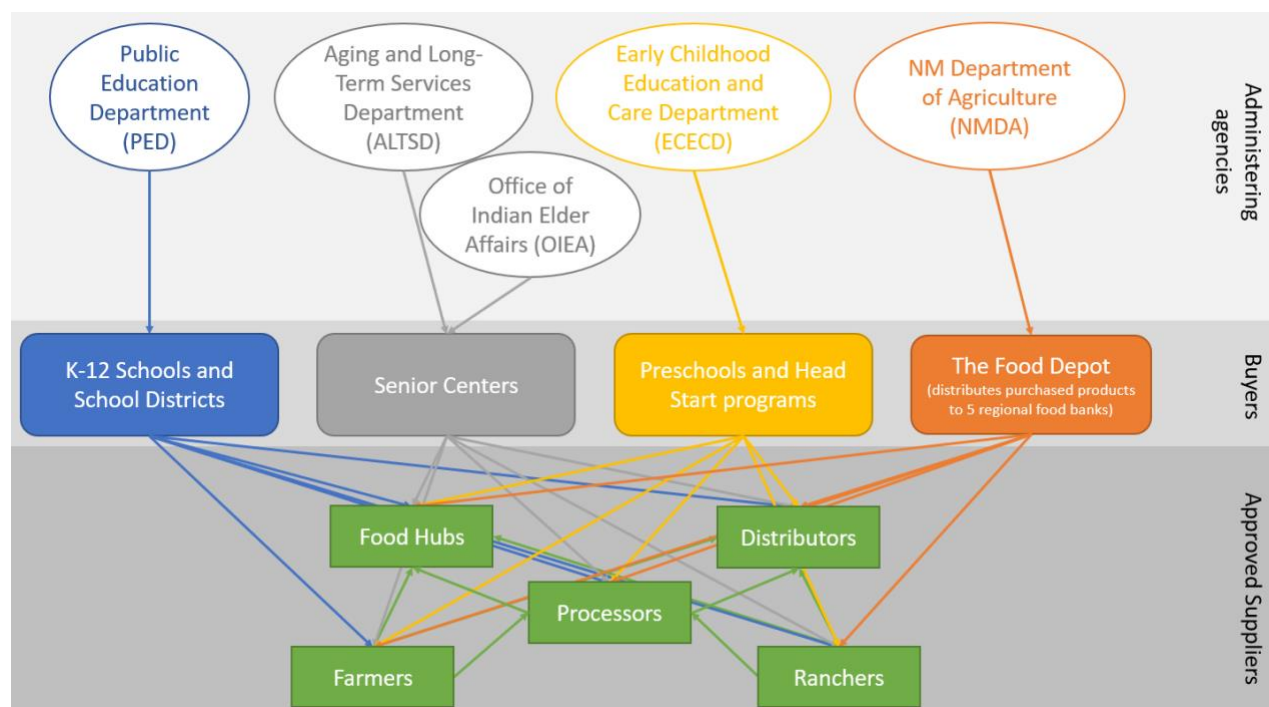 Public
Education
Department
(PED)
Aging and Long-
Term Services
Department
(ALTSD)
Office of
Indian Elder
Affairs (OIEA)
Early Childhood
Education and
Care Department
(ECECD)
NM Department
of Agriculture
(NMDA)
Administering
agencies
K-12 Schools and
School Districts
Senior Centers
Preschools and Head
Start programs
The Food Depot
(distributes purchased products
to 5 regional food banks)
Buyers
Food Hubs
Distributors
Processors
Farmers
Ranchers
Approved Suppliers